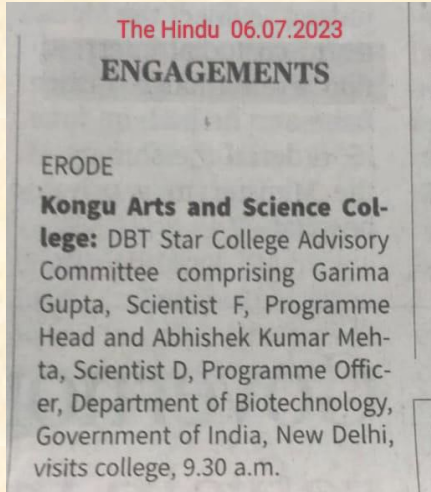 The Hindu 06.07.2023
ENGAGEMENTS
ERODE
Kongu Arts and Science Col-
lege: DBT Star College Advisory
Committee comprising Garima
Gupta, Scientist F, Programme
Head and Abhishek Kumar Meh-
ta, Scientist D, Programme Offic-
er, Department of Biotechnology,
Government of India, New Delhi,
visits college, 9.30 a.m.